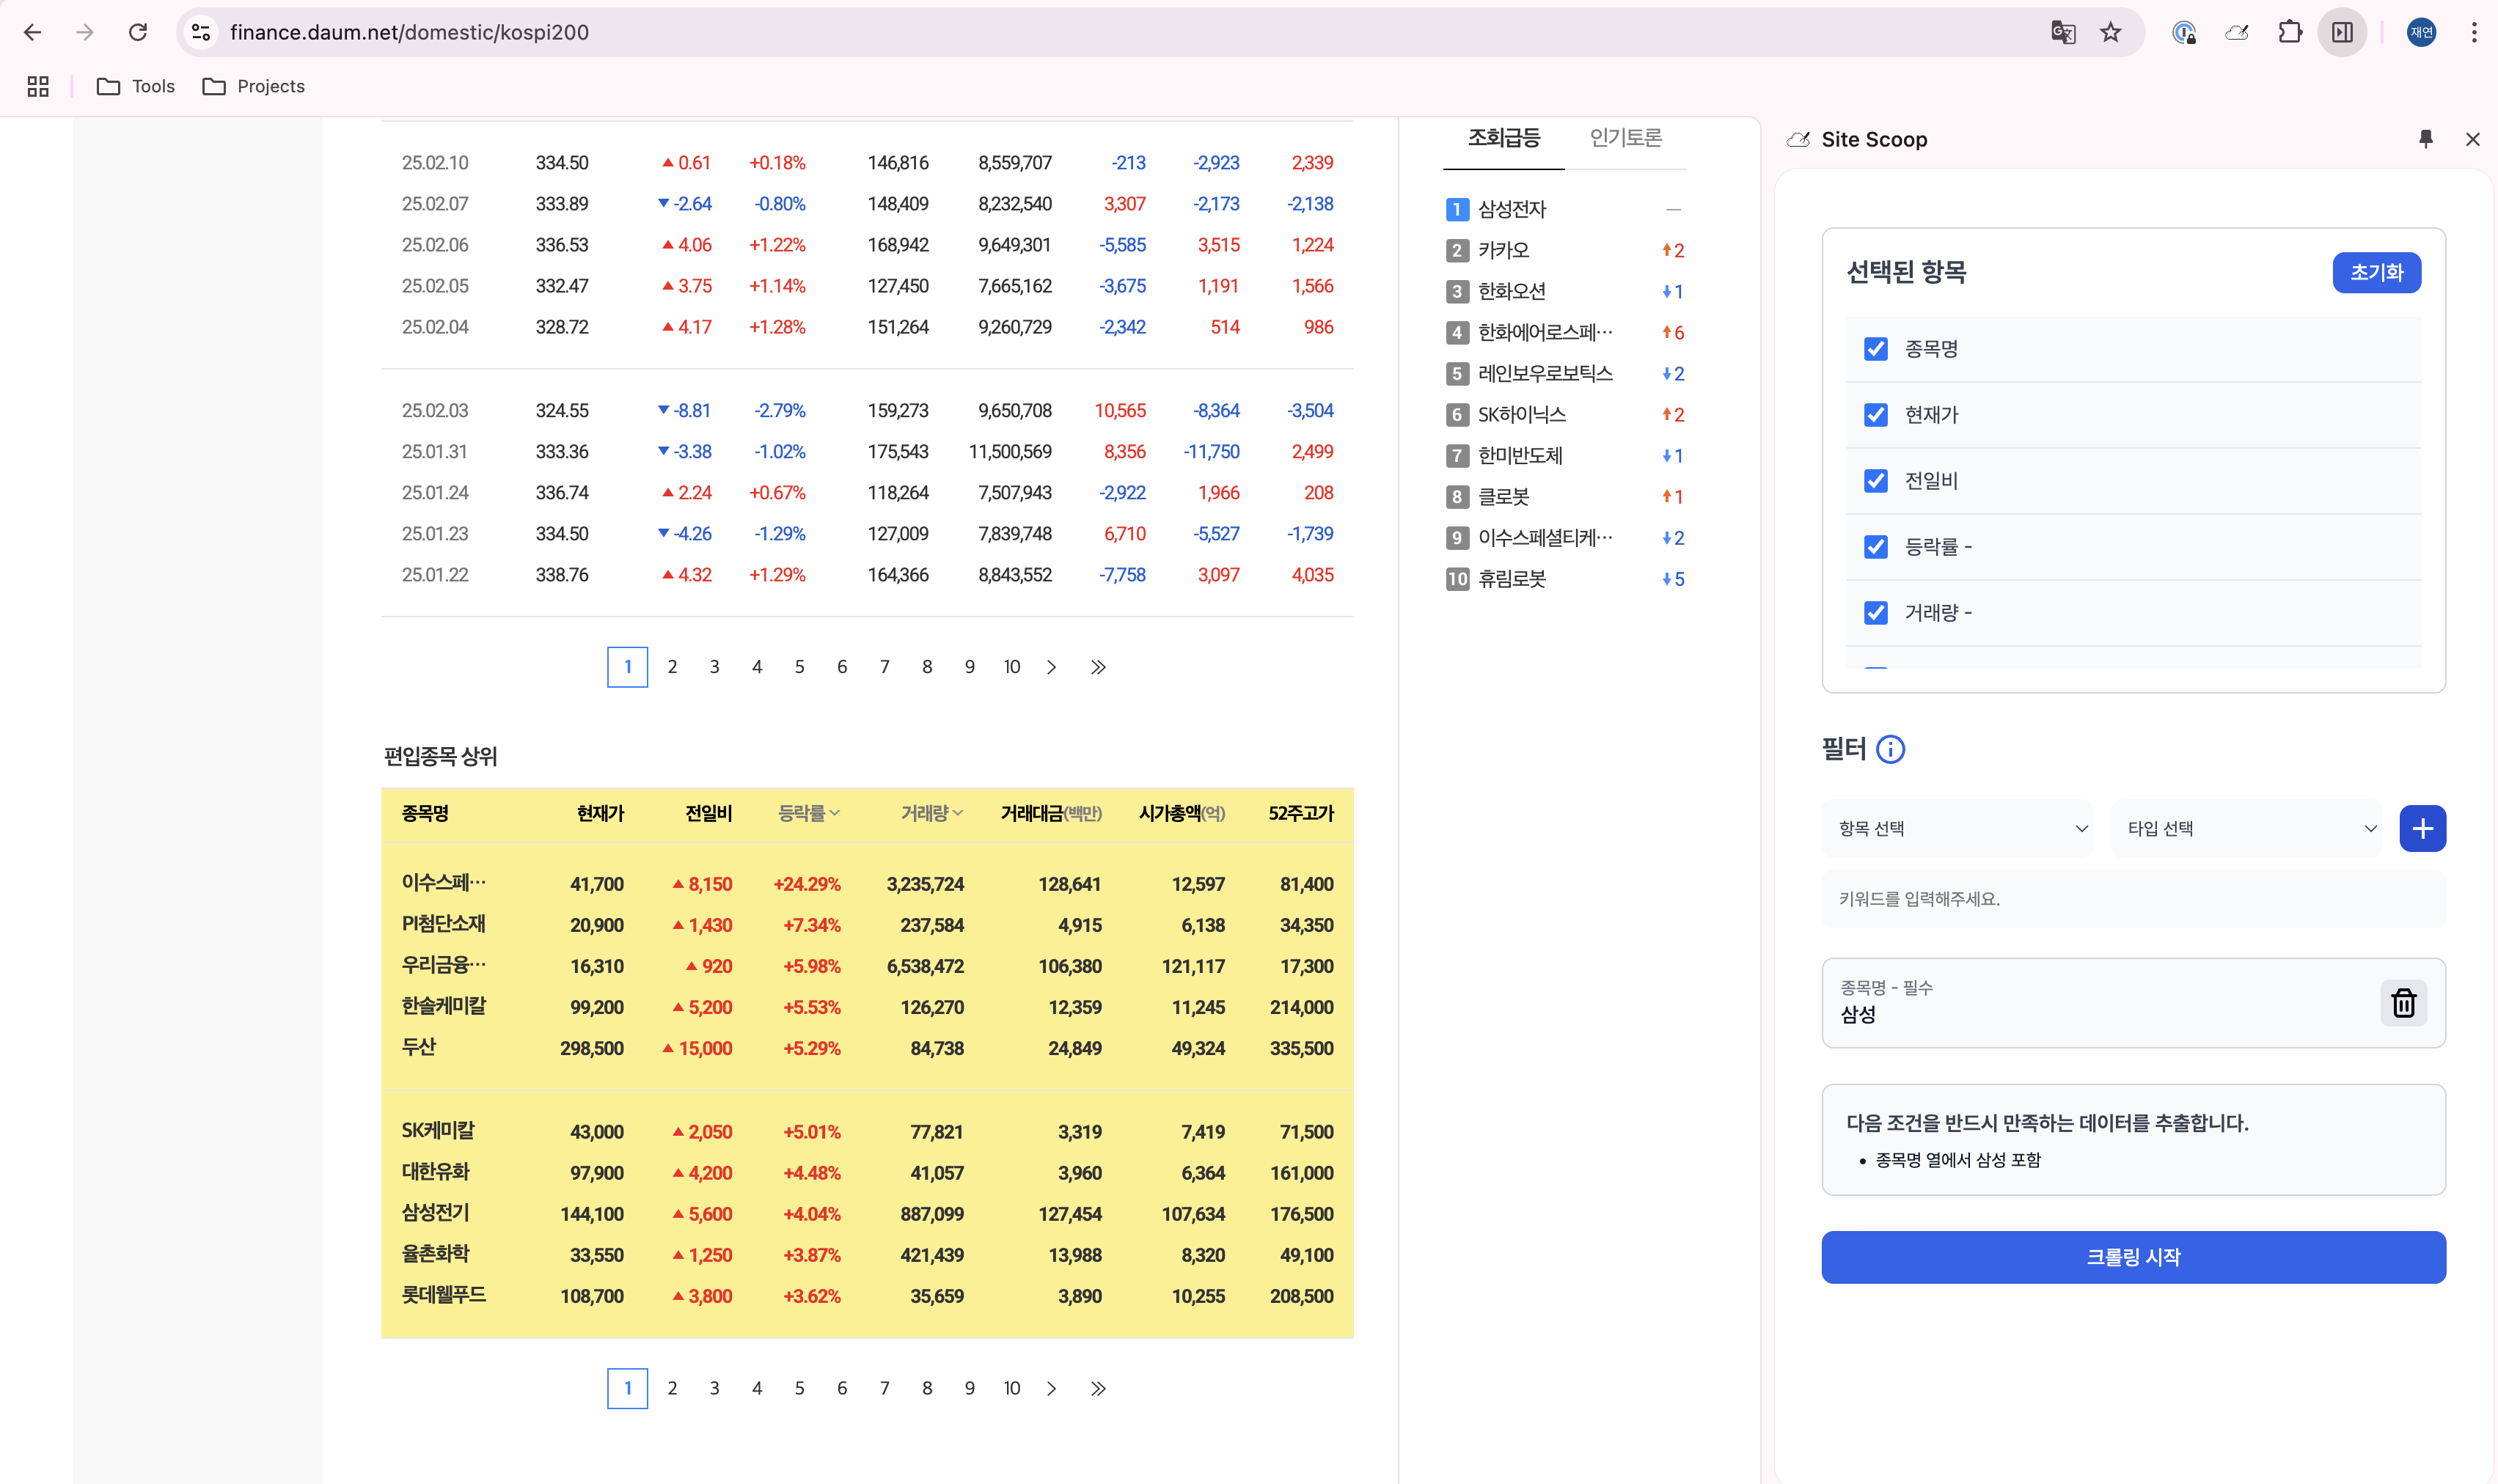 finance.daum.net/domestic/kospi200
재연
Tools Projects
25.02.10 334.50 ▲ 0.61 +0.18% 146,816 8,559,707 -213 -2,923 2,339
25.02.07 333.89 ▼ -2.64 -0.80% 148,409 8,232,540 3,307 -2,173 -2,138
25.02.06 336.53 ▲ 4.06 +1.22% 168,942 9,649,301 -5,585 3,515 1,224
25.02.05 332.47 ▲ 3.75 +1.14% 127,450 7,665,162 -3,675 1,191 1,566
25.02.04 328.72 ▲ 4.17 +1.28% 151,264 9,260,729 -2,342 514 986
25.02.03 324.55 ▼ -8.81 -2.79% 159,273 9,650,708 10,565 -8,364 -3,504
25.01.31 333.36 ▼ -3.38 -1.02% 175,543 11,500,569 8,356 -11,750 2,499
25.01.24 336.74 ▲ 2.24 +0.67% 118,264 7,507,943 -2,922 1,966 208
25.01.23 334.50 ▼ -4.26 -1.29% 127,009 7,839,748 6,710 -5,527 -1,739
25.01.22 338.76 ▲ 4.32 +1.29% 164,366 8,843,552 -7,758 3,097 4,035
1 2 3 4 5 6 7 8 9 10 > »
편입종목 상위
종목명 현재가 전일비 등락률 거래량 거래대금(백만) 시가총액(억) 52주고가
이수스페… 41,700 ▲ 8,150 +24.29% 3,235,724 128,641 12,597 81,400
PI첨단소재 20,900 ▲ 1,430 +7.34% 237,584 4,915 6,138 34,350
우리금융… 16,310 ▲ 920 +5.98% 6,538,472 106,380 121,117 17,300
한솔케미칼 99,200 ▲ 5,200 +5.53% 126,270 12,359 11,245 214,000
두산 298,500 ▲ 15,000 +5.29% 84,738 24,849 49,324 335,500
SK케미칼 43,000 ▲ 2,050 +5.01% 77,821 3,319 7,419 71,500
대한유화 97,900 ▲ 4,200 +4.48% 41,057 3,960 6,364 161,000
삼성전기 144,100 ▲ 5,600 +4.04% 887,099 127,454 107,634 176,500
율촌화학 33,550 ▲ 1,250 +3.87% 421,439 13,988 8,320 49,100
롯데웰푸드 108,700 ▲ 3,800 +3.62% 35,659 3,890 10,255 208,500
1 2 3 4 5 6 7 8 9 10 > »
조회급등 인기토론
1 삼성전자 —
2 카카오 ↑2
3 한화오션 ↓1
4 한화에어로스페… ↑6
5 레인보우로보틱스 ↓2
6 SK하이닉스 ↑2
7 한미반도체 ↓1
8 클로봇 ↑1
9 이수스페셜티케… ↓2
10 휴림로봇 ↓5
Site Scoop
선택된 항목 초기화
종목명
현재가
전일비
등락률 -
거래량 -
필터
항목 선택 타입 선택 +
키워드를 입력해주세요.
종목명 - 필수
삼성
다음 조건을 반드시 만족하는 데이터를 추출합니다.
• 종목명 열에서 삼성 포함
크롤링 시작